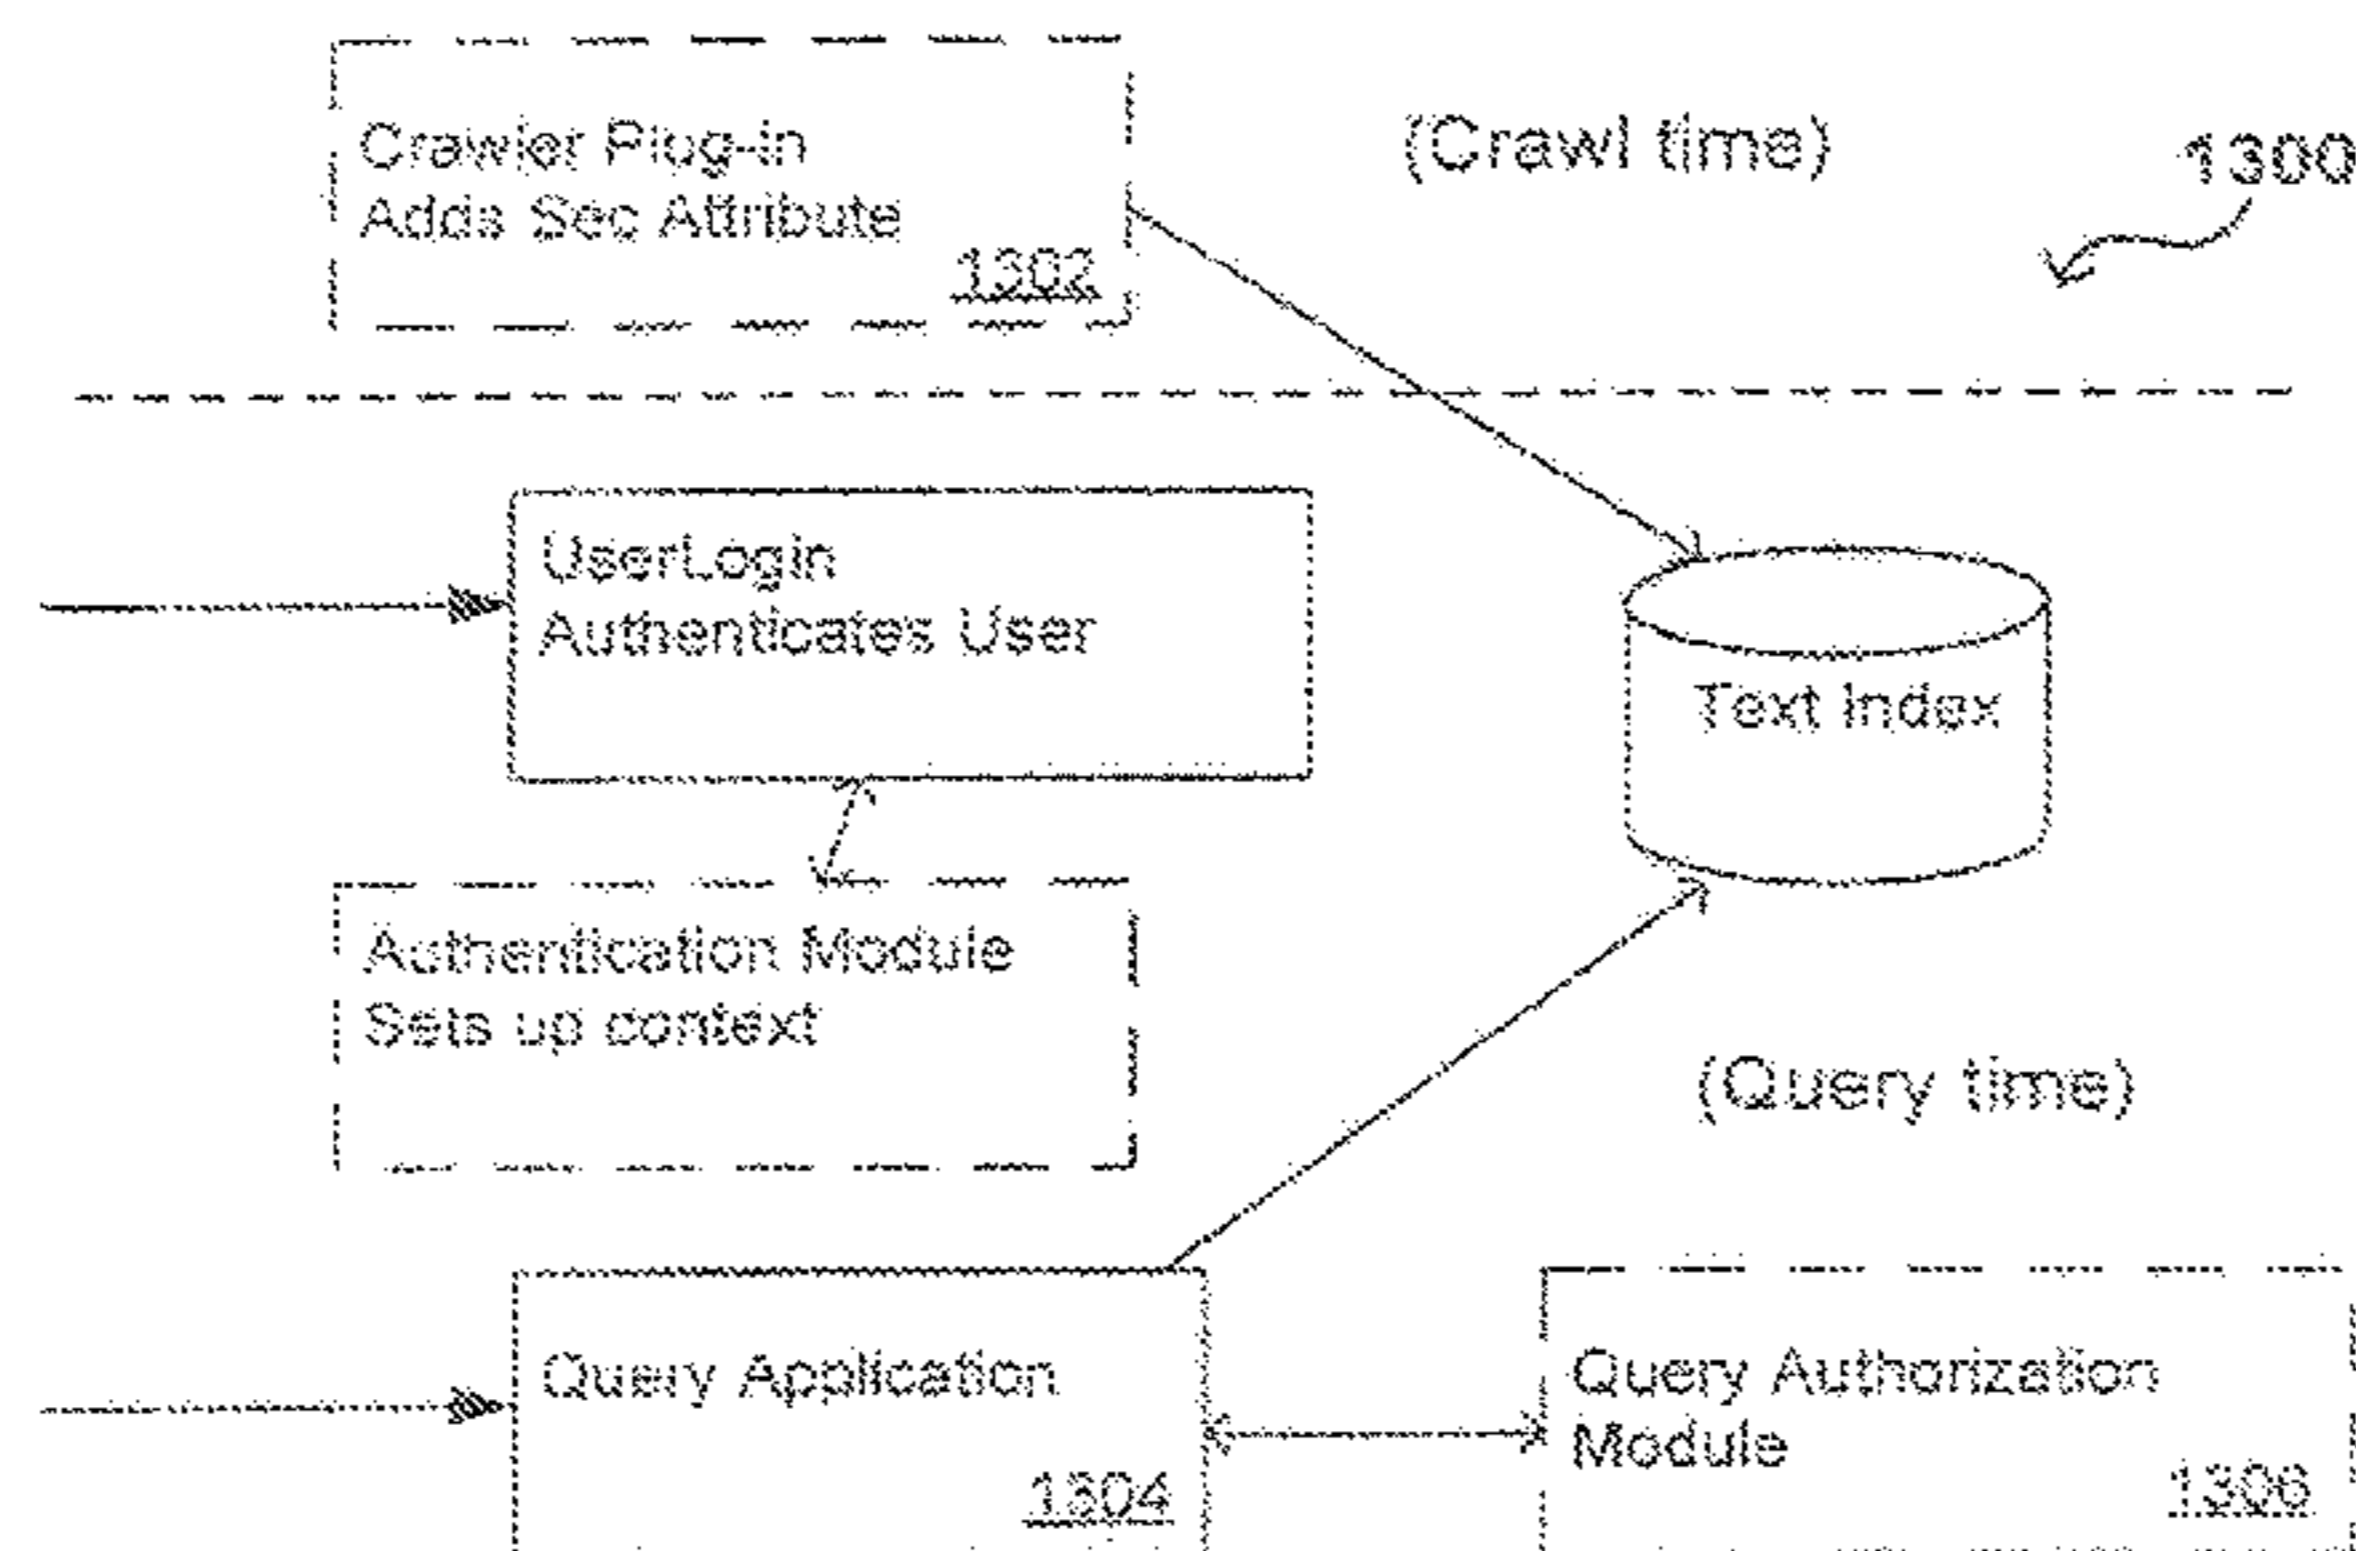 (Crawl time)
1300
Crawler Plug-in
Adds Sec Attribute
1302
UserLogin
Authenticates User
Text Index
Authentication Module
Sets up context
(Query time)
Query Application
1304
Query Authorization
Module
1306